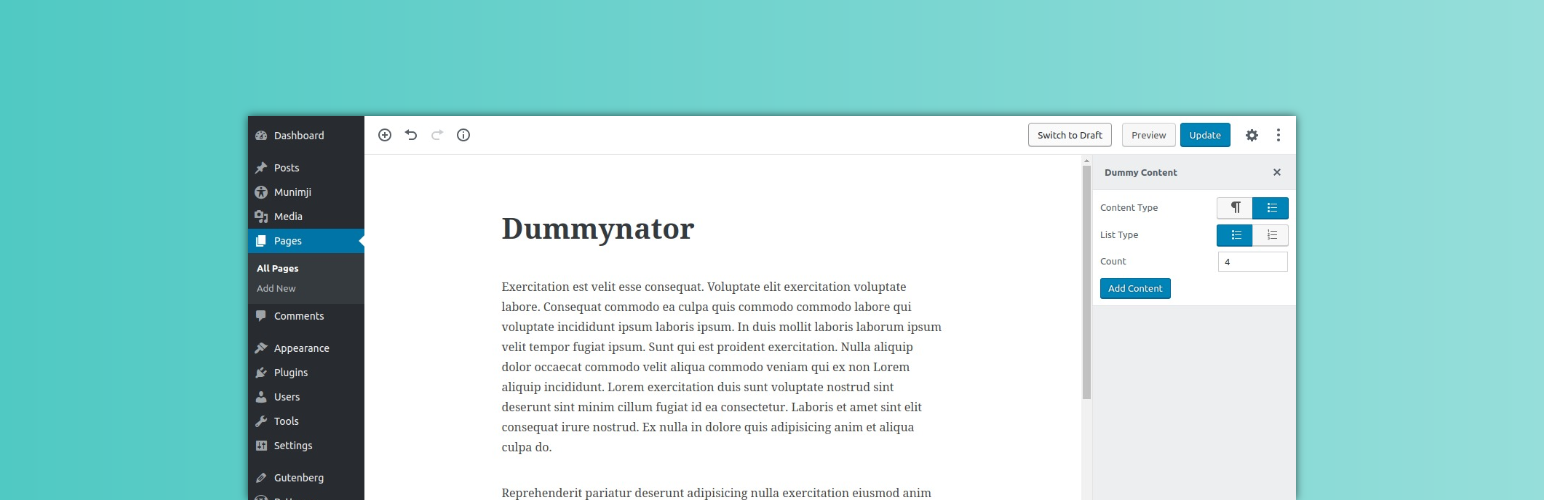 Dashboard
Posts
Munimji
Media
Pages
All Pages
Add New
Comments
Appearance
Plugins
Users
Tools
Settings
Gutenberg
Switch to Draft
Preview
Update
Dummynator
Exercitation est velit esse consequat. Voluptate elit exercitation voluptate
labore. Consequat commodo ea culpa quis commodo commodo labore qui
voluptate incididunt ipsum laboris ipsum. In duis mollit laboris laborum ipsum
velit tempor fugiat ipsum. Sunt qui est proident exercitation. Nulla aliquip
dolor occaecat commodo velit aliqua commodo veniam qui ex non Lorem
aliquip incididunt. Lorem exercitation duis sunt voluptate nostrud sint
deserunt sint minim cillum fugiat id ea consectetur. Laboris et amet sint elit
consequat irure nostrud. Ex nulla in dolore quis adipisicing anim et aliqua
culpa do.
Reprehenderit pariatur deserunt adipisicing nulla exercitation eiusmod anim
Dummy Content
Content Type
List Type
Count
4
Add Content